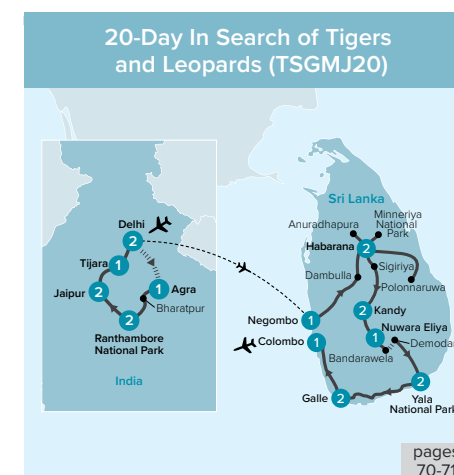 20-Day In Search of Tigers
and Leopards (TSGMJ20)
Delhi
2
Tijara
1
Jaipur
2
1
Agra
Bharatpur
2
Ranthambore
National Park
India
Sri Lanka
Anuradhapura
Minneriya
National
Park
Habarana
2
Sigiriya
Dambulla
Polonnaruwa
Negombo
1
2
Kandy
Colombo
1
1
Nuwara Eliya
Demoda
Bandarawela
Galle
2
2
Yala
National Park
pages
70-71